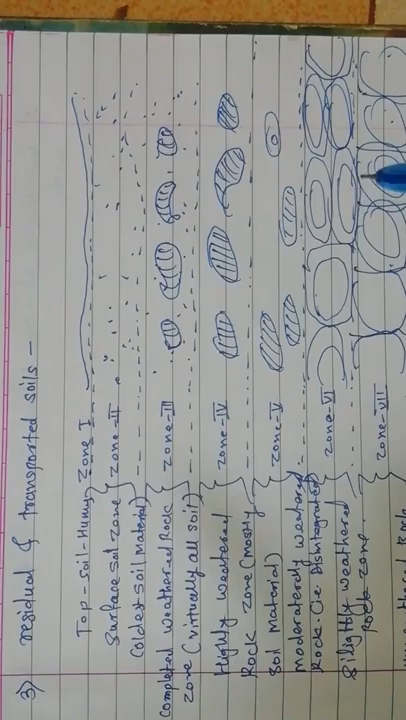 3) residual & transported soils -
Top-soil-Humus Zone I
Surface soil zone zone-II
(oldest soil material)
completed weathered Rock zone-III
zone (virtually all soil)
Highly weathered zone-IV
Rock zone (mostly
soil material) zone-V
moderaterly weatered
Rock. (i.e. Disintegrated) zone-VI
slightly weathered
Rock zone. zone-VII